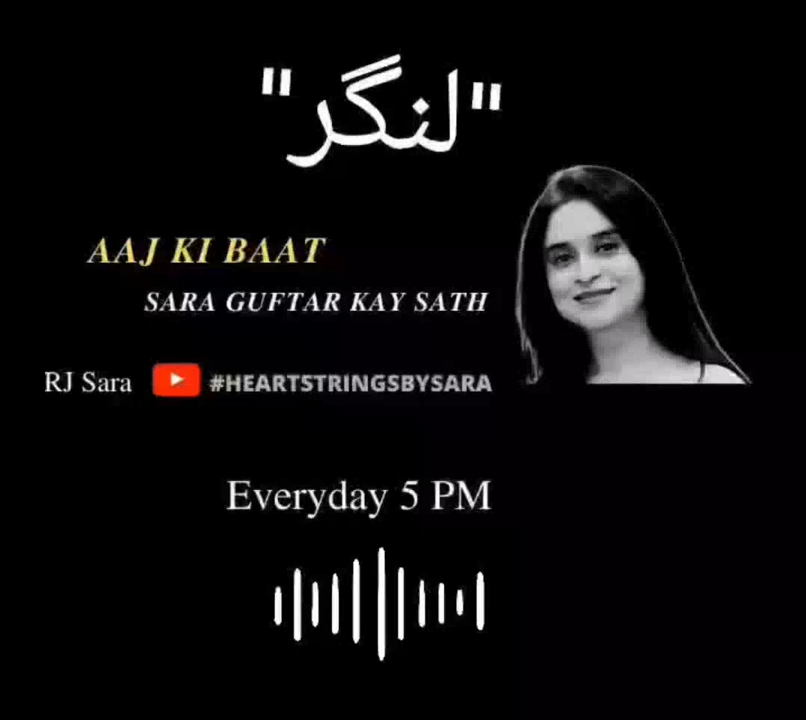 "لنگر"
AAJ KI BAAT
SARA GUFTAR KAY SATH
RJ Sara #HEARTSTRINGSBYSARA
Everyday 5 PM